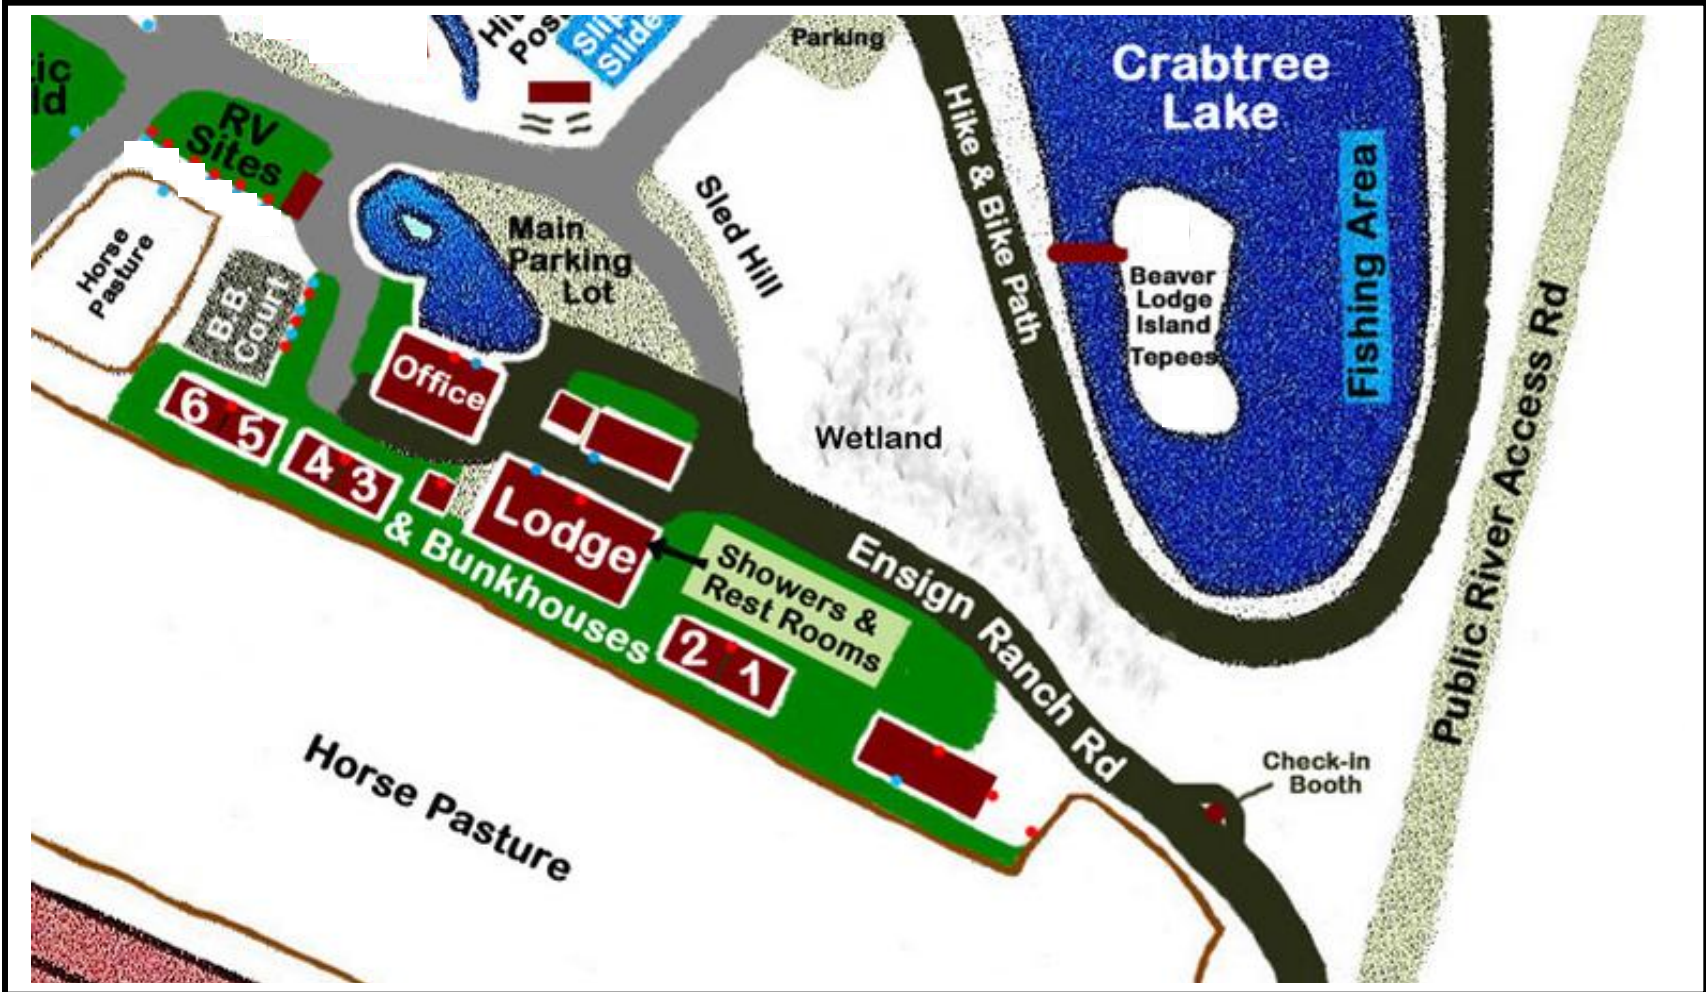 Slide
Parking
Crabtree
Lake
RV
Sites
Hike & Bike Path
Fishing Area
Sled Hill
Main
Parking
Lot
Horse
Pasture
B.B.
Court
Beaver
Lodge
Island
Tepees
Public River Access Rd
Office
6 5
4 3
Wetland
Lodge
& Bunkhouses
Showers &
Rest Rooms
Ensign Ranch Rd
2 1
Horse Pasture
Check-in
Booth